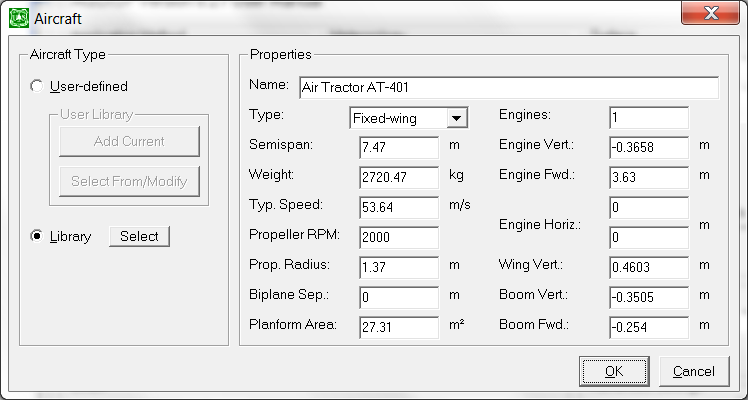 Aircraft
Aircraft Type
User-defined
User Library
Add Current
Select From/Modify
Library Select
Properties
Name: Air Tractor AT-401
Type: Fixed-wing Engines: 1
Semispan: 7.47 m Engine Vert.: -0.3658 m
Weight: 2720.47 kg Engine Fwd.: 3.63 m
Typ. Speed: 53.64 m/s 0
Engine Horiz.: m
Propeller RPM: 2000 0
Prop. Radius: 1.37 m Wing Vert.: 0.4603 m
Biplane Sep.: 0 m Boom Vert.: -0.3505 m
Planform Area: 27.31 m² Boom Fwd.: -0.254 m
OK Cancel